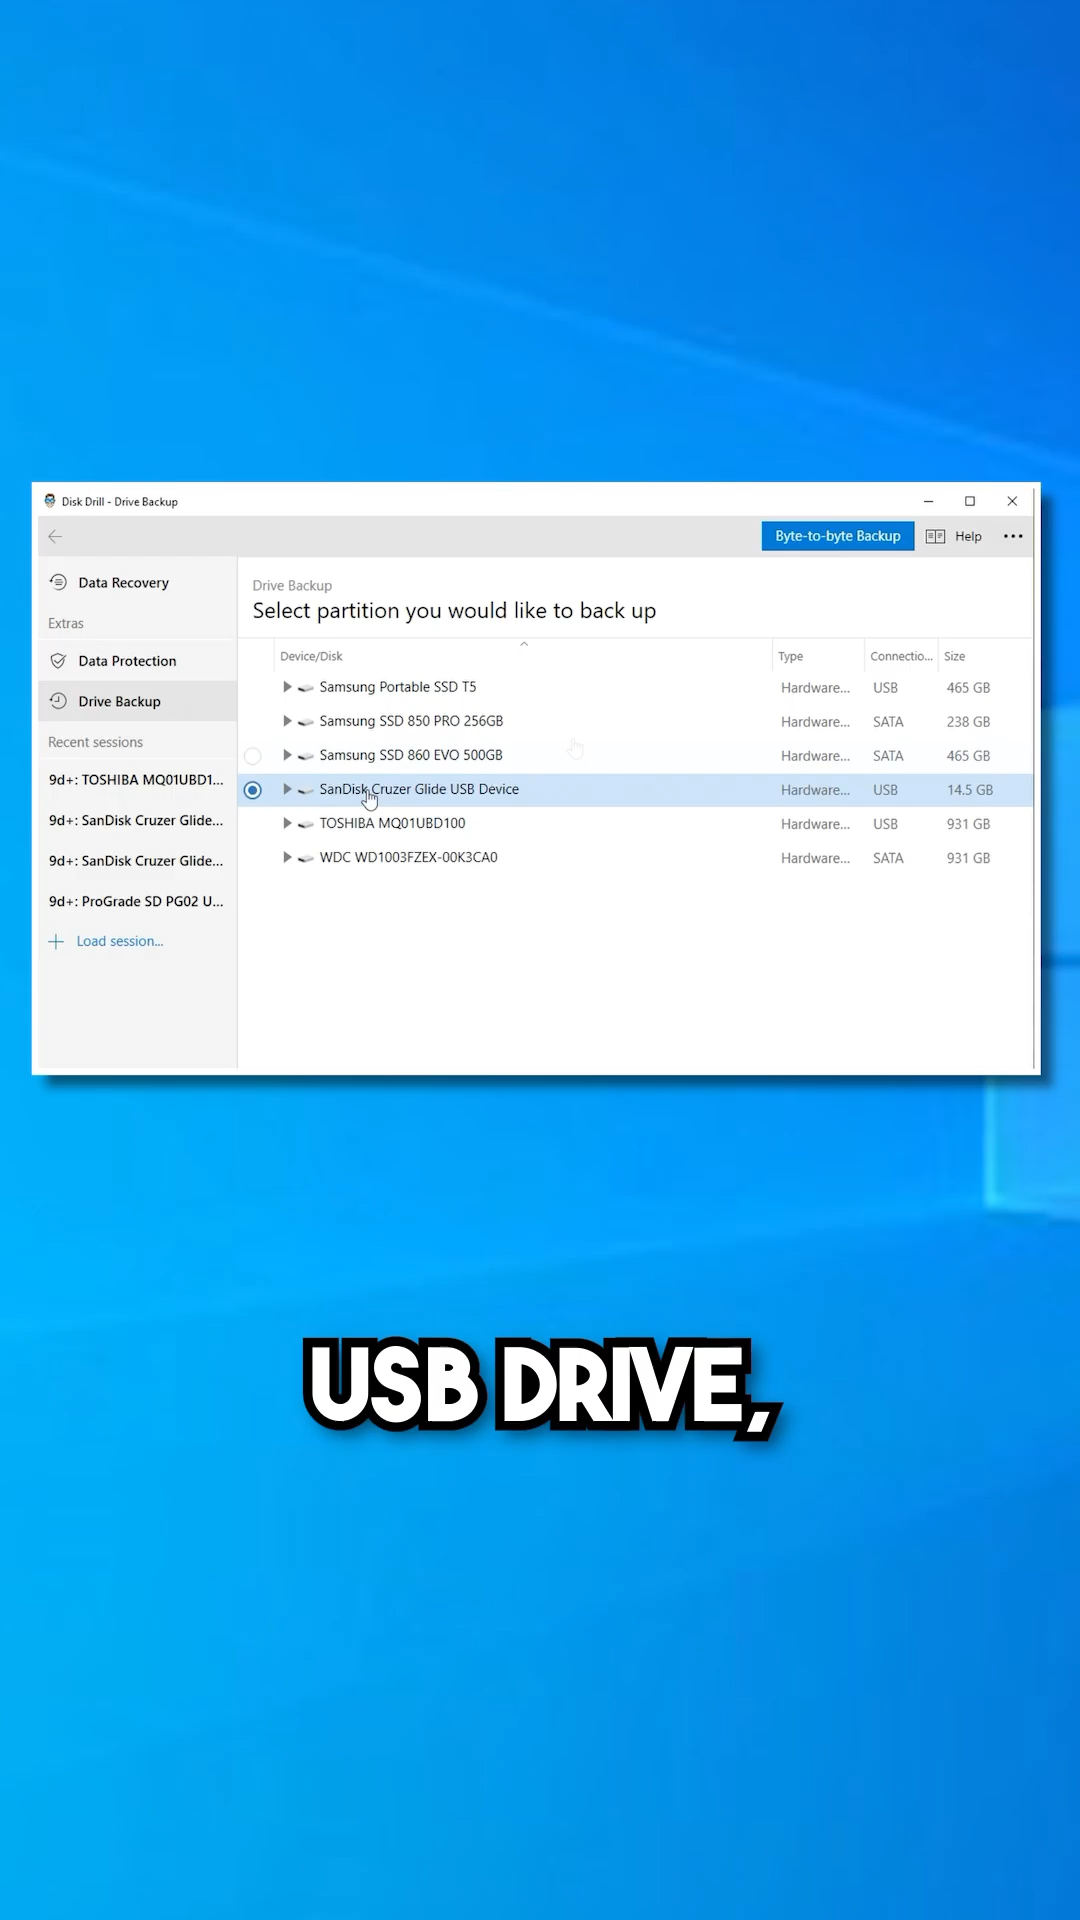 Disk Drill - Drive Backup
Byte-to-byte Backup Help
Data Recovery
Extras
Data Protection
Drive Backup
Recent sessions
9d+: TOSHIBA MQ01UBD1...
9d+: SanDisk Cruzer Glide...
9d+: SanDisk Cruzer Glide...
9d+: ProGrade SD PG02 U...
Load session...
Drive Backup
Select partition you would like to back up
Device/Disk Type Connectio... Size
Samsung Portable SSD T5 Hardware... USB 465 GB
Samsung SSD 850 PRO 256GB Hardware... SATA 238 GB
Samsung SSD 860 EVO 500GB Hardware... SATA 465 GB
SanDisk Cruzer Glide USB Device Hardware... USB 14.5 GB
TOSHIBA MQ01UBD100 Hardware... USB 931 GB
WDC WD1003FZEX-00K3CA0 Hardware... SATA 931 GB
USB DRIVE,